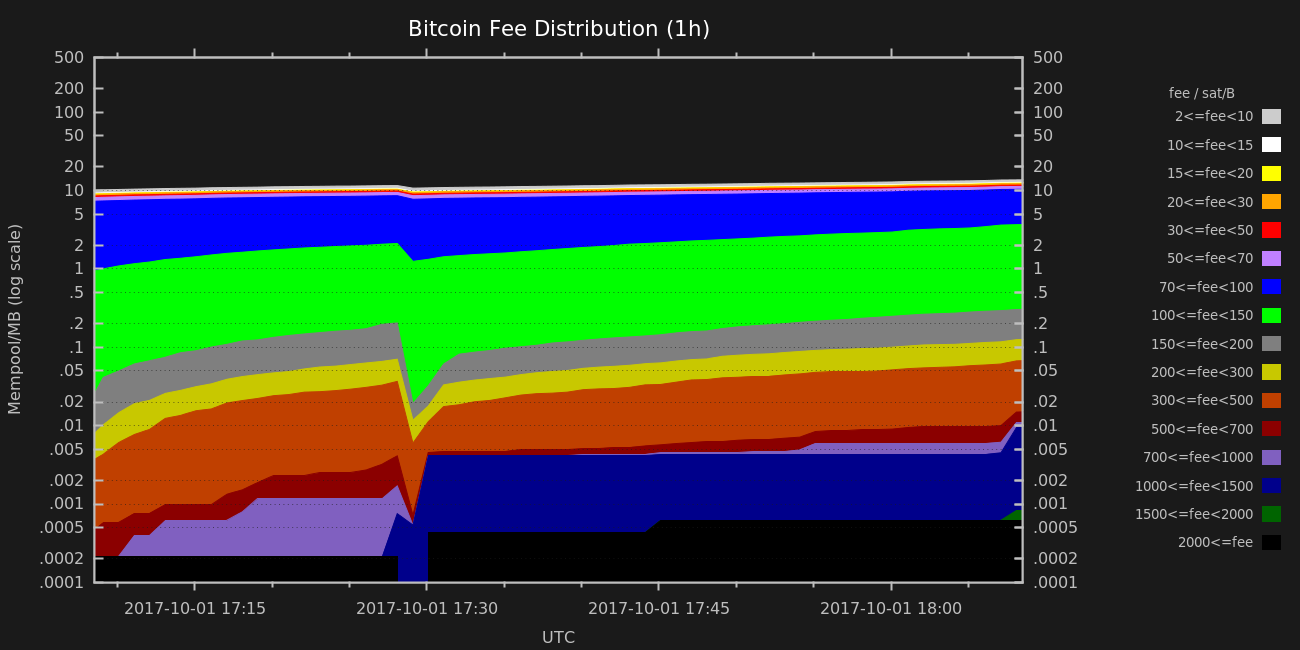 Bitcoin Fee Distribution (1h)
500
200
100
50
20
10
5
2
1
.5
.2
.1
.05
.02
.01
.005
.002
.001
.0005
.0002
.0001
Mempool/MB (log scale)
500
200
100
50
20
10
5
2
1
.5
.2
.1
.05
.02
.01
.005
.002
.001
.0005
.0002
.0001
2017-10-01 17:15
2017-10-01 17:30
2017-10-01 17:45
2017-10-01 18:00
UTC
fee / sat/B
2<=fee<10
10<=fee<15
15<=fee<20
20<=fee<30
30<=fee<50
50<=fee<70
70<=fee<100
100<=fee<150
150<=fee<200
200<=fee<300
300<=fee<500
500<=fee<700
700<=fee<1000
1000<=fee<1500
1500<=fee<2000
2000<=fee